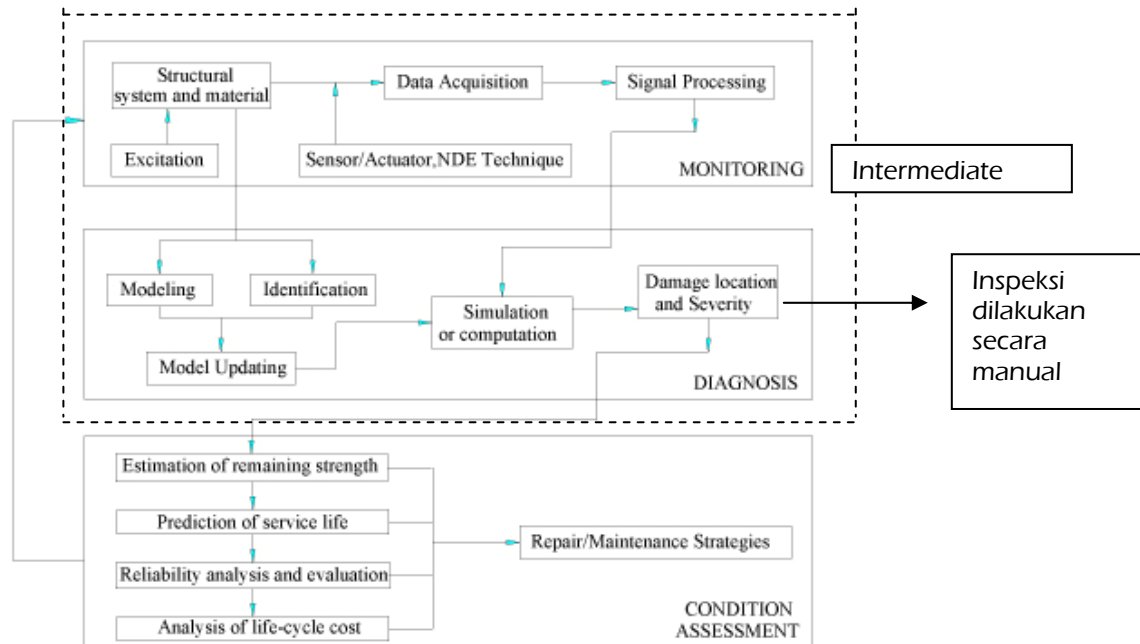 Structural
system and material
Data Acquisition
Signal Processing
Excitation
Sensor/Actuator,NDE Technique
MONITORING
Intermediate
Modeling
Identification
Model Updating
Simulation
or computation
Damage location
and Severity
DIAGNOSIS
Inspeksi
dilakukan
secara
manual
Estimation of remaining strength
Prediction of service life
Reliability analysis and evaluation
Analysis of life-cycle cost
Repair/Maintenance Strategies
CONDITION
ASSESSMENT